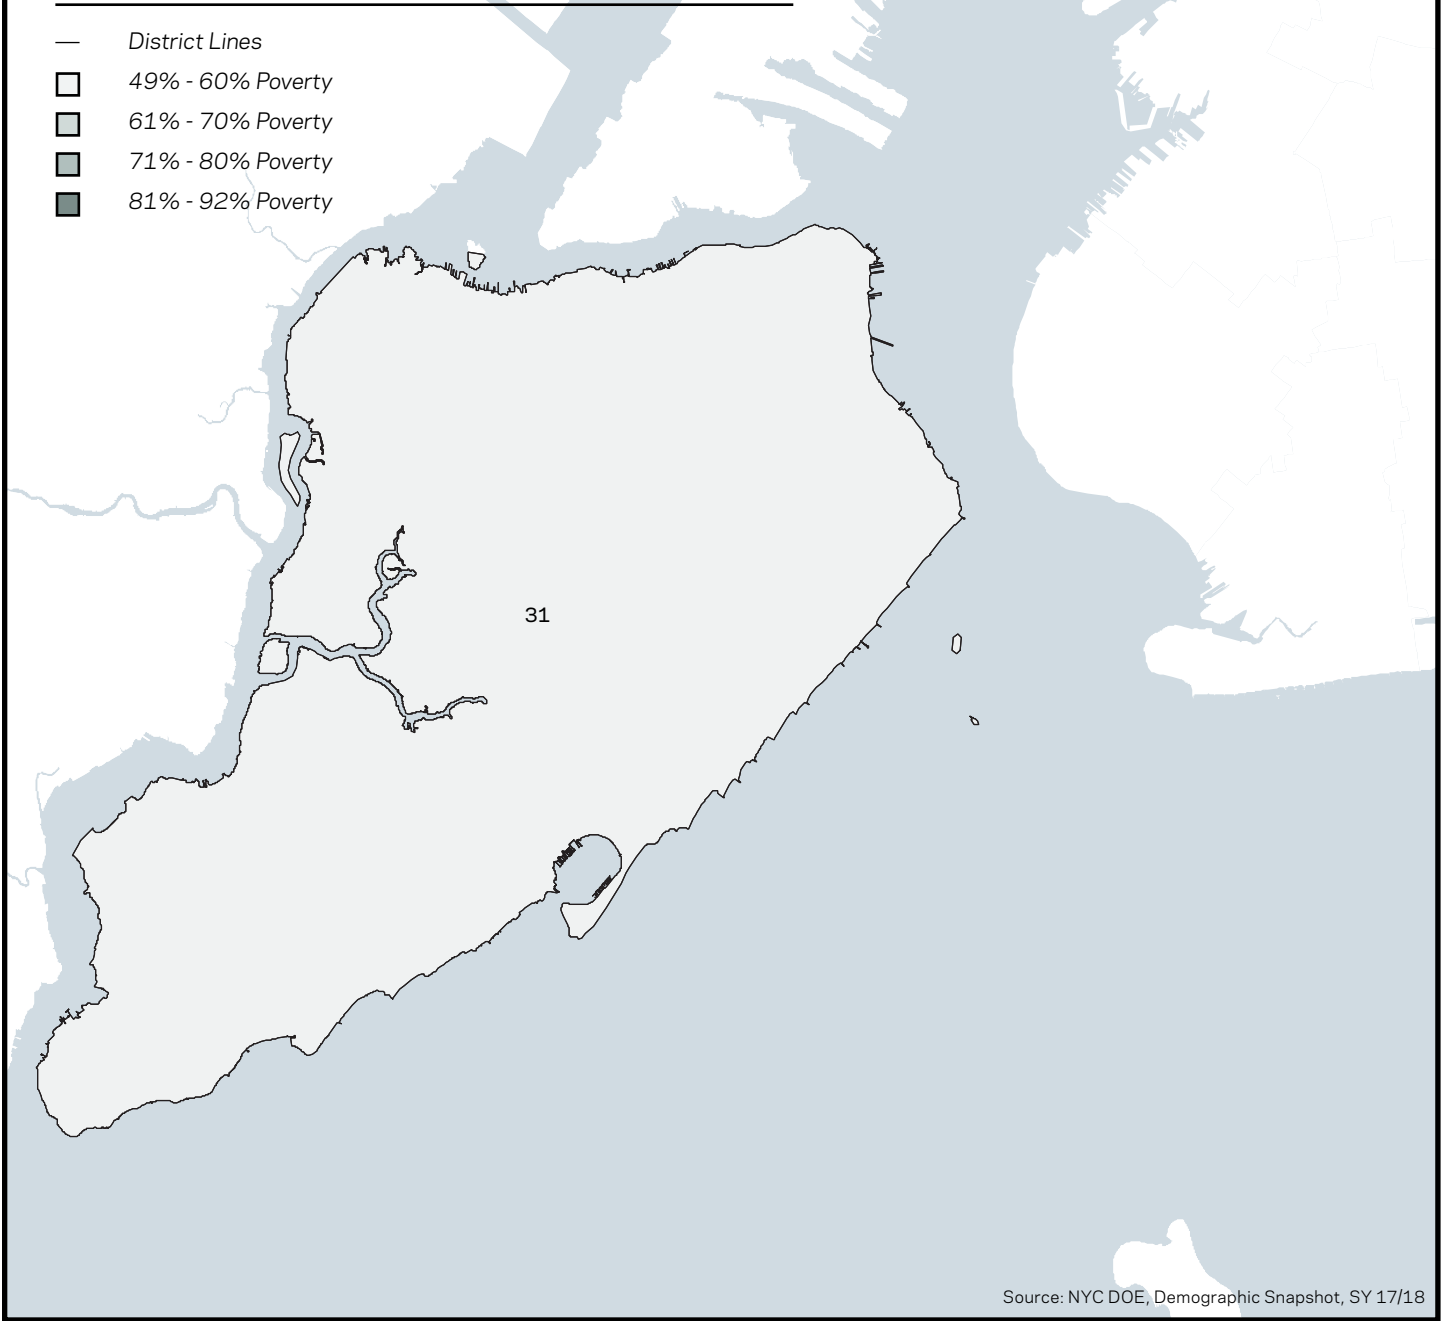 District Lines
49% - 60% Poverty
61% - 70% Poverty
71% - 80% Poverty
81% - 92% Poverty
31
Source: NYC DOE, Demographic Snapshot, SY 17/18